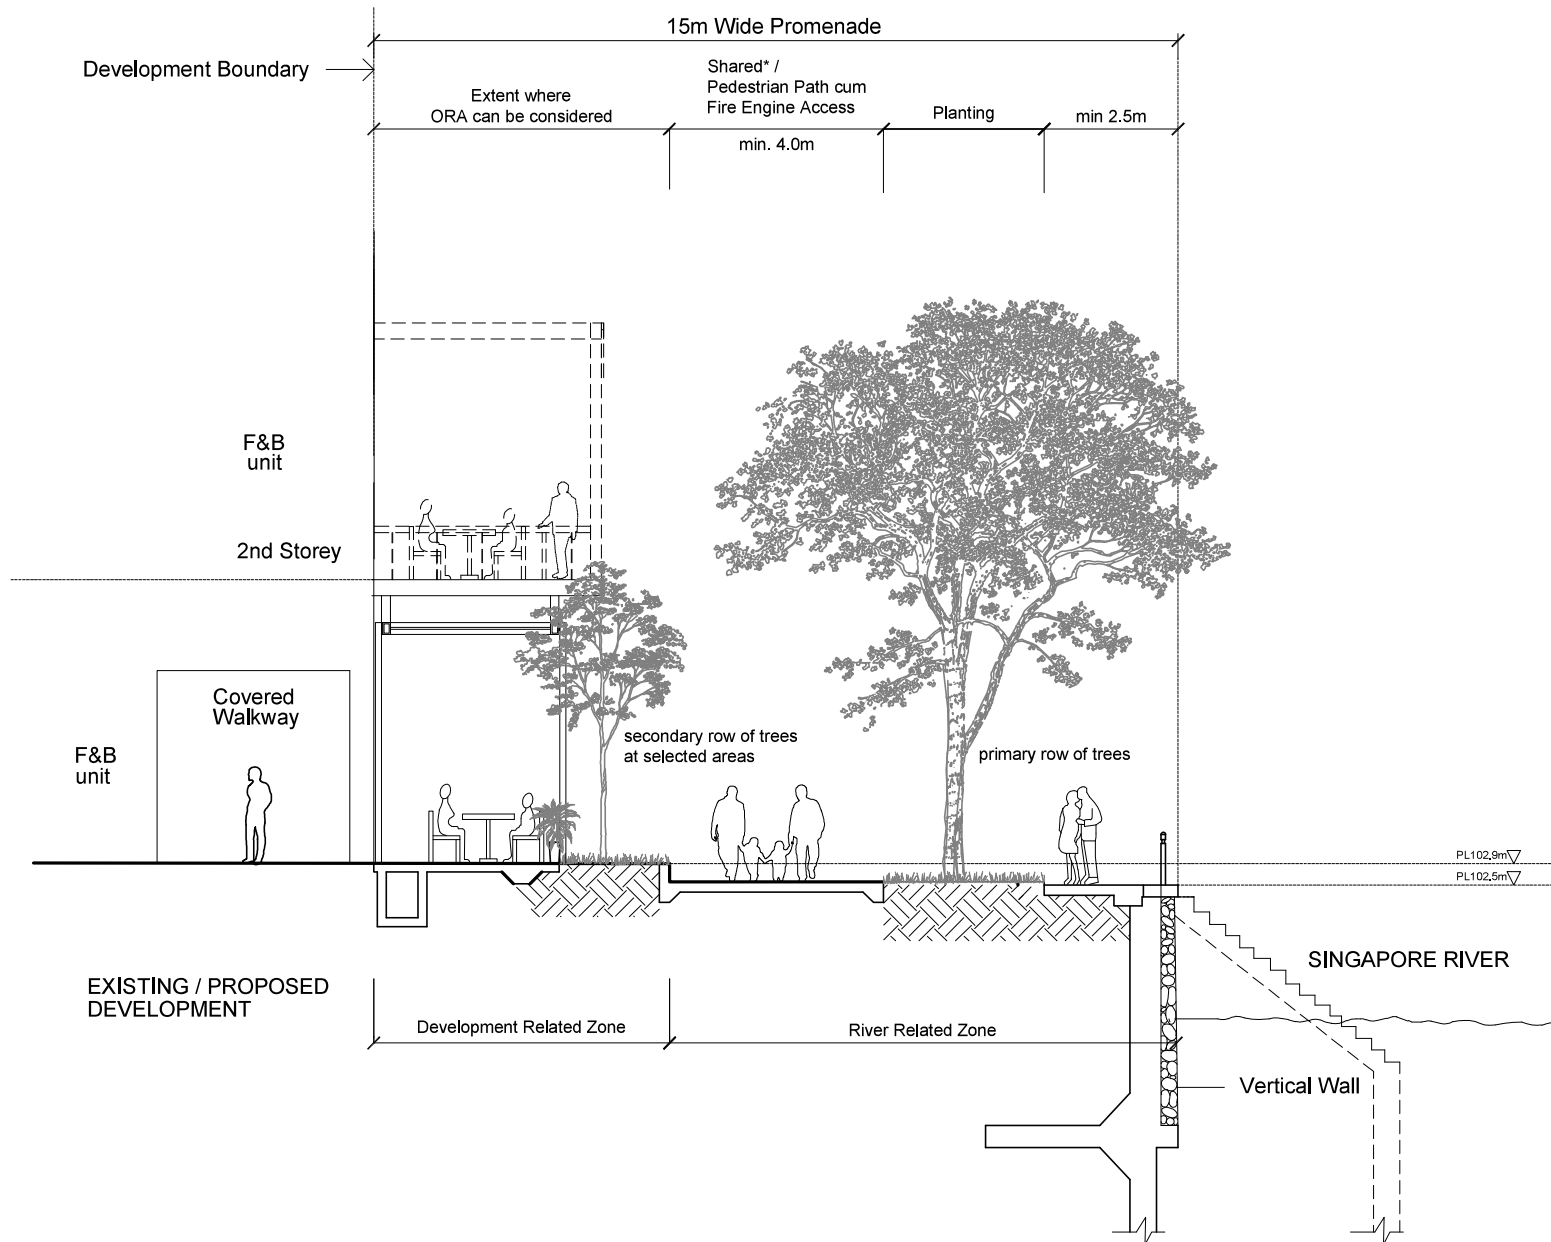 15m Wide Promenade
Development Boundary
Extent where
ORA can be considered
Shared* /
Pedestrian Path cum
Fire Engine Access
min. 4.0m
Planting
min 2.5m
F&B
unit
2nd Storey
Covered
Walkway
F&B
unit
secondary row of trees
at selected areas
primary row of trees
PL102.9m
PL102.5m
EXISTING / PROPOSED
DEVELOPMENT
SINGAPORE RIVER
Development Related Zone
River Related Zone
Vertical Wall